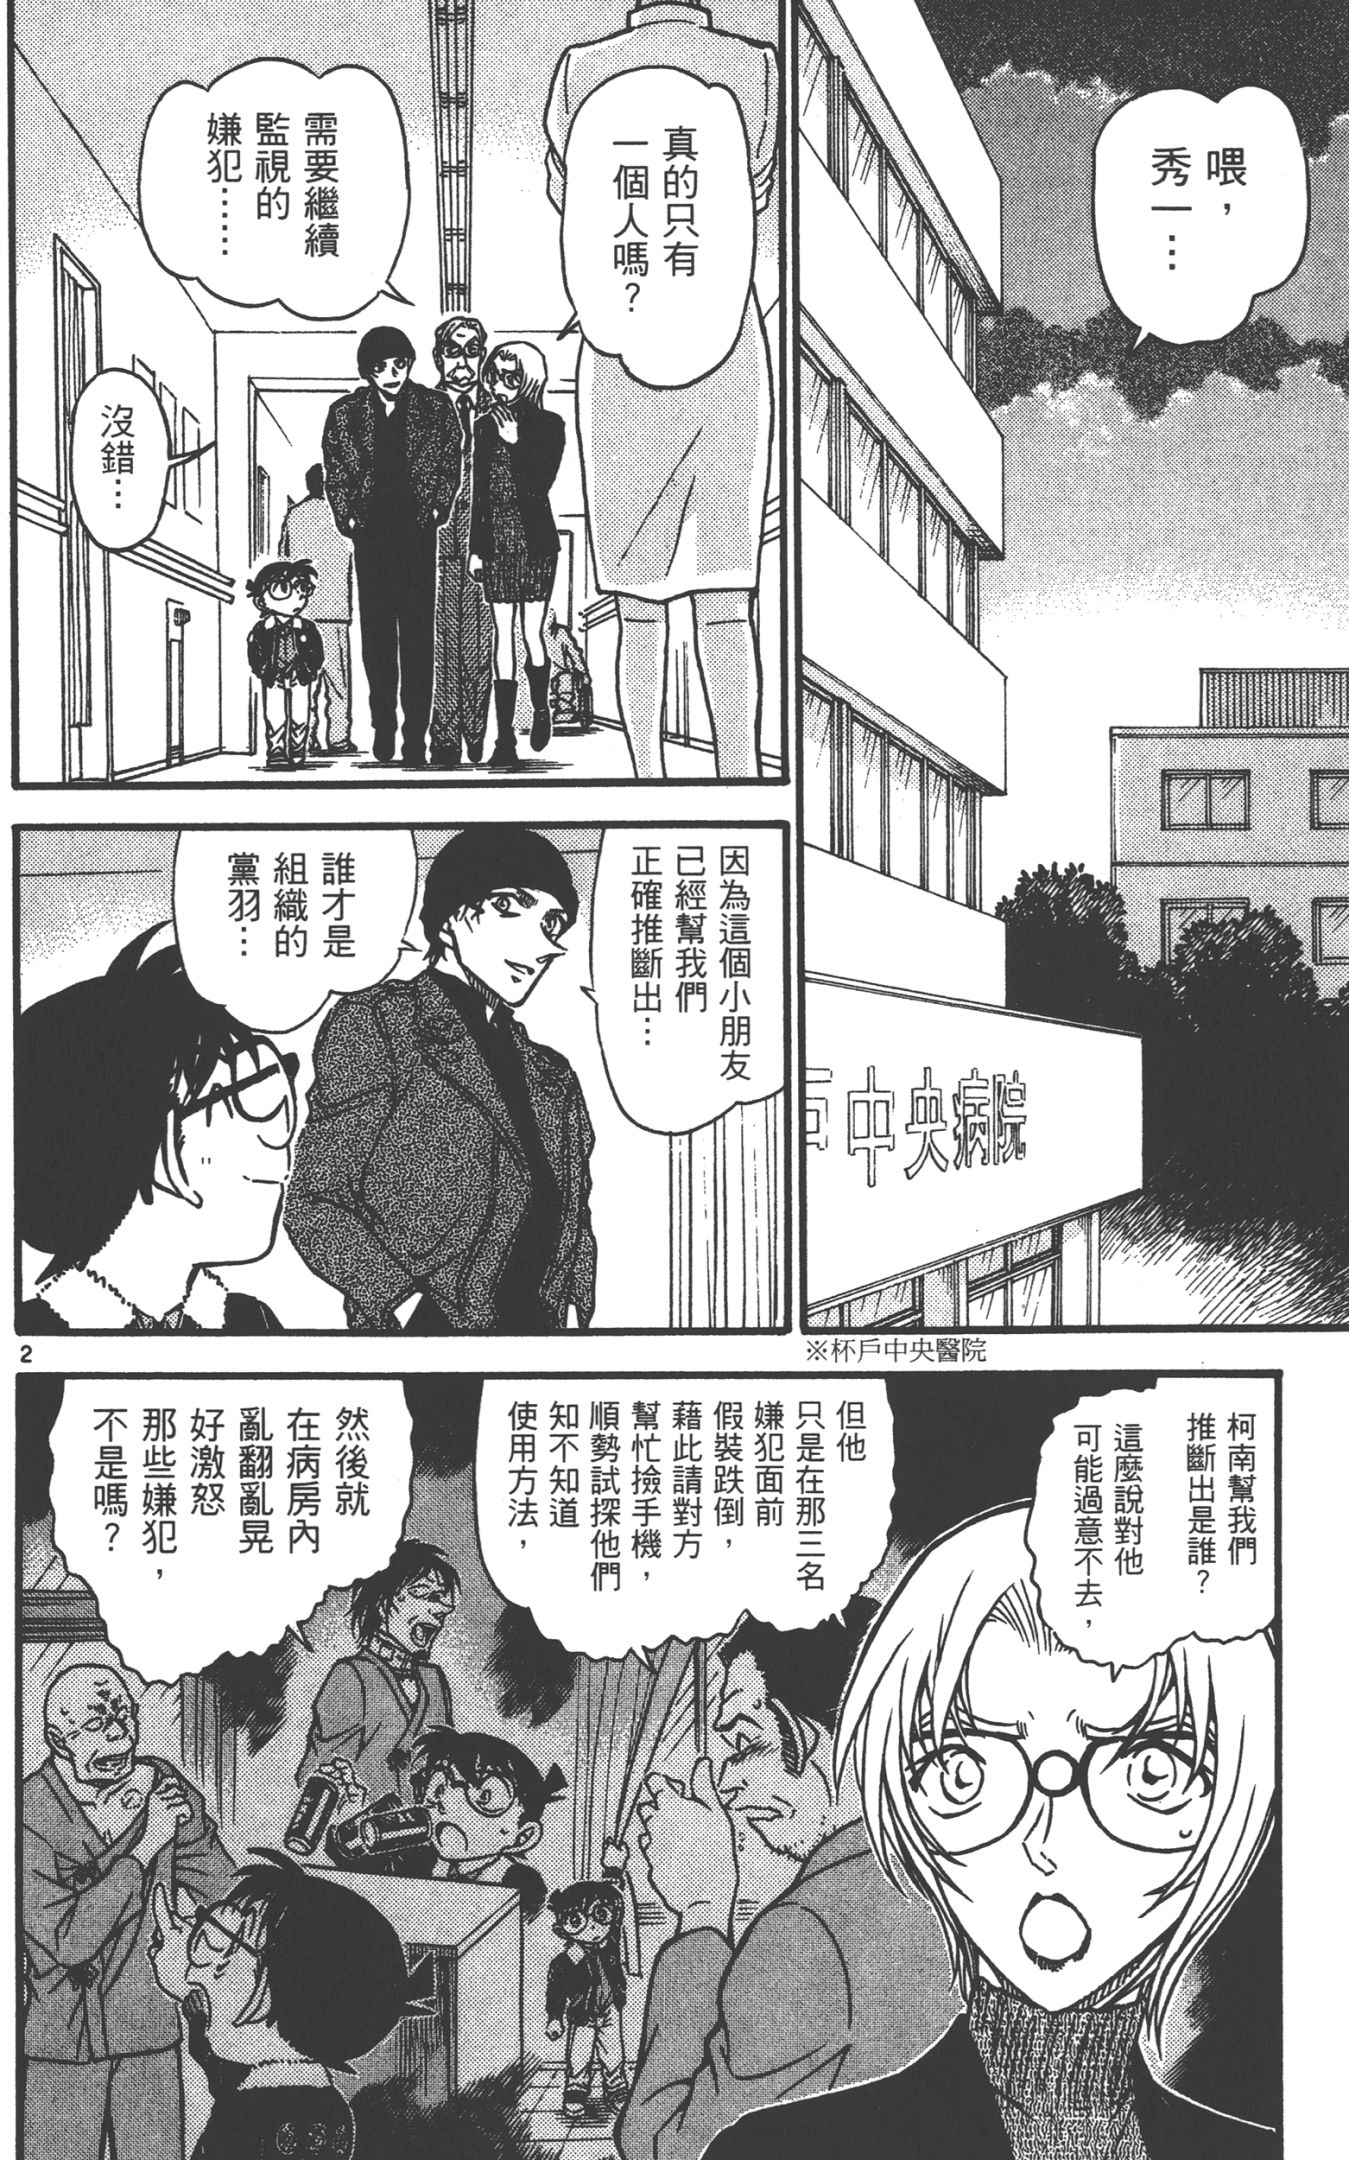 喂，
秀一…
戶中央病院
※杯戶中央醫院
真的只有
一個人嗎？
需要繼續
監視的
嫌犯……
沒錯…
因為這個小朋友
已經幫我們
正確推斷出…
誰才是
組織的
黨羽…
2
柯南幫我們
推斷出是誰？
這麼說對他
可能過意不去，
但他
只是在那三名
嫌犯面前
假裝跌倒，
藉此請對方
幫忙撿手機，
順勢試探他們
知不知道
使用方法，
然後就
在病房內
亂翻亂晃
好激怒
那些嫌犯，
不是嗎？